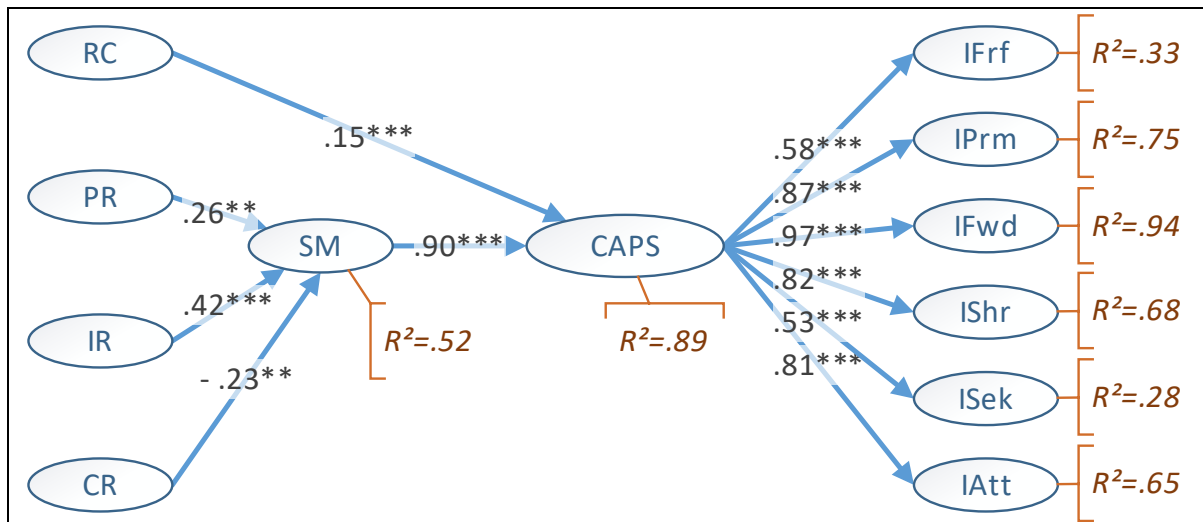 RC
PR
IR
CR
.15***
.26**
.42***
- .23**
SM
R²=.52
.90***
CAPS
R²=.89
.58***
.87***
.97***
.82***
.53***
.81***
IFrf
R²=.33
IPrm
R²=.75
IFwd
R²=.94
IShr
R²=.68
ISek
R²=.28
IAtt
R²=.65